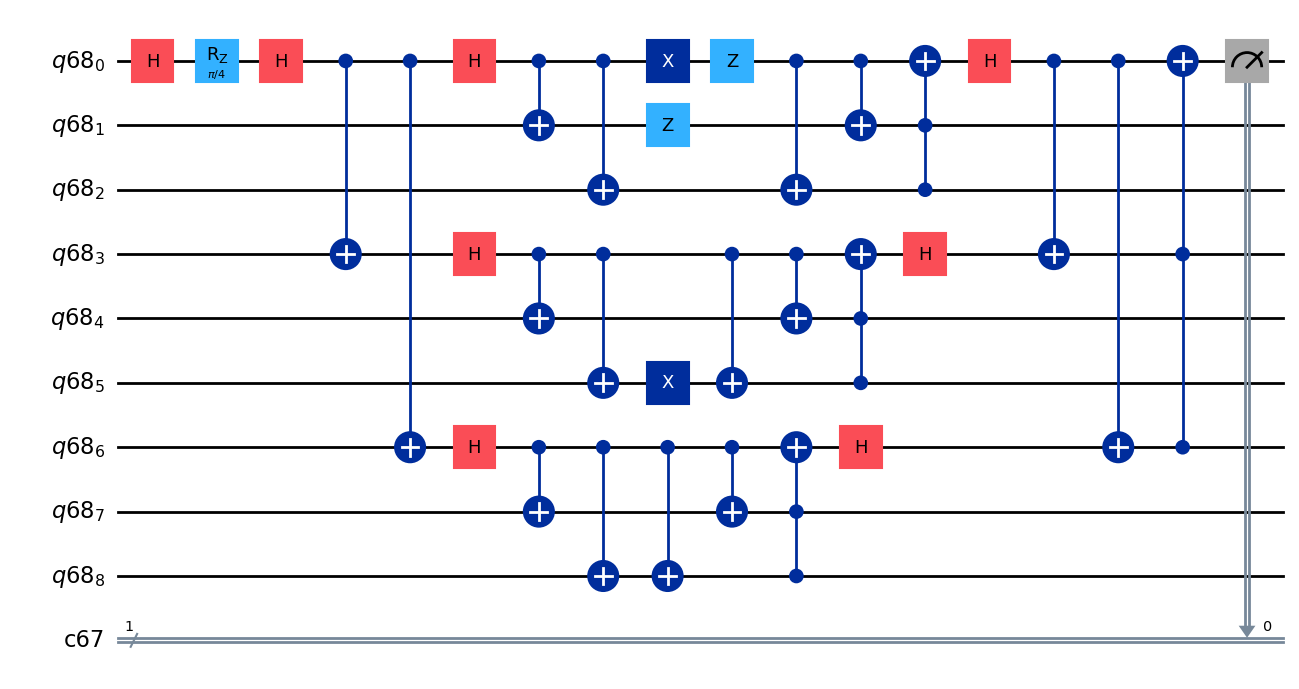 q68₀ H R_Z π/4 H H X Z H
q68₁ Z
q68₂
q68₃ H H
q68₄
q68₅ X
q68₆ H H
q68₇
q68₈
c67 1 0